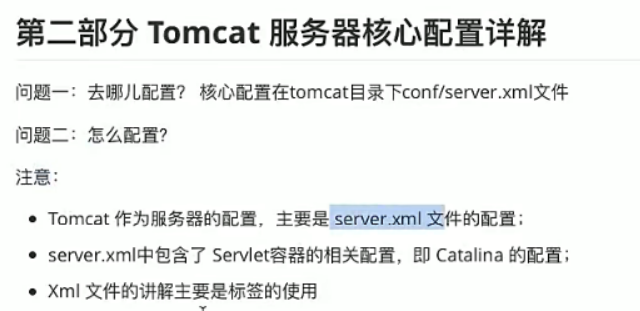 第二部分 Tomcat 服务器核心配置详解
问题一：去哪儿配置？ 核心配置在tomcat目录下conf/server.xml文件
问题二：怎么配置？
注意：
• Tomcat 作为服务器的配置，主要是 server.xml 文件的配置；
• server.xml中包含了 Servlet容器的相关配置，即 Catalina 的配置；
• Xml 文件的讲解主要是标签的使用